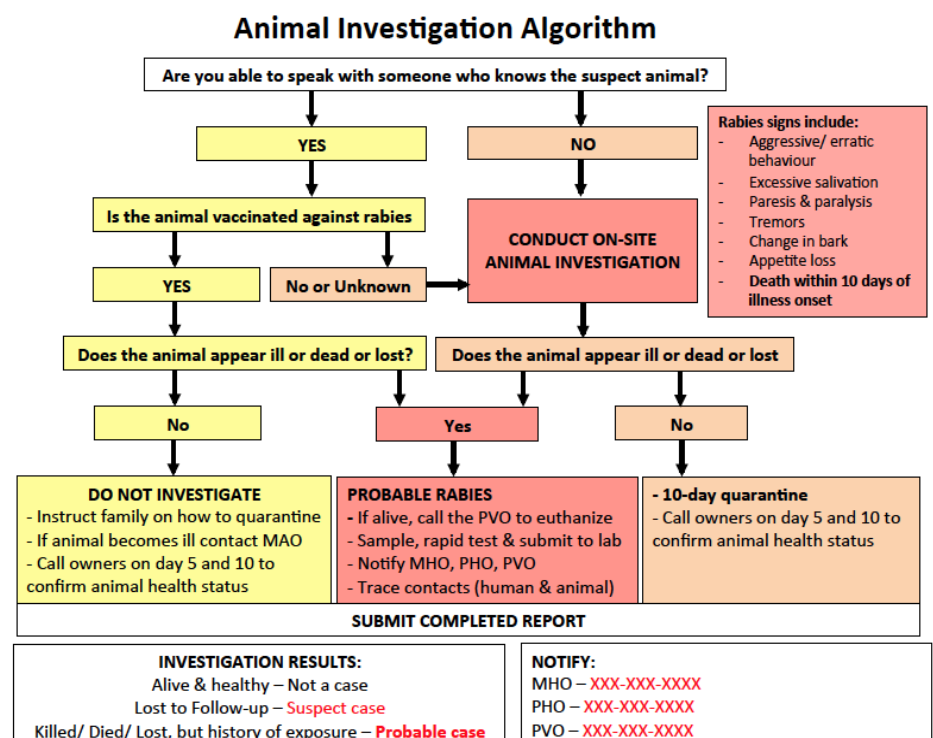 Animal Investigation Algorithm
Are you able to speak with someone who knows the suspect animal?
YES
NO
Rabies signs include:
- Aggressive/ erratic
behaviour
- Excessive salivation
- Paresis & paralysis
- Tremors
- Change in bark
- Appetite loss
- Death within 10 days of
illness onset
Is the animal vaccinated against rabies
CONDUCT ON-SITE
ANIMAL INVESTIGATION
YES
No or Unknown
Does the animal appear ill or dead or lost?
Does the animal appear ill or dead or lost
No
Yes
No
DO NOT INVESTIGATE
- Instruct family on how to quarantine
- If animal becomes ill contact MAO
- Call owners on day 5 and 10 to
confirm animal health status
PROBABLE RABIES
- If alive, call the PVO to euthanize
- Sample, rapid test & submit to lab
- Notify MHO, PHO, PVO
- Trace contacts (human & animal)
- 10-day quarantine
- Call owners on day 5 and 10 to
confirm animal health status
SUBMIT COMPLETED REPORT
INVESTIGATION RESULTS:
Alive & healthy – Not a case
Lost to Follow-up – Suspect case
Killed/ Died/ Lost, but history of exposure – Probable case
NOTIFY:
MHO – XXX-XXX-XXXX
PHO – XXX-XXX-XXXX
PVO – XXX-XXX-XXXX